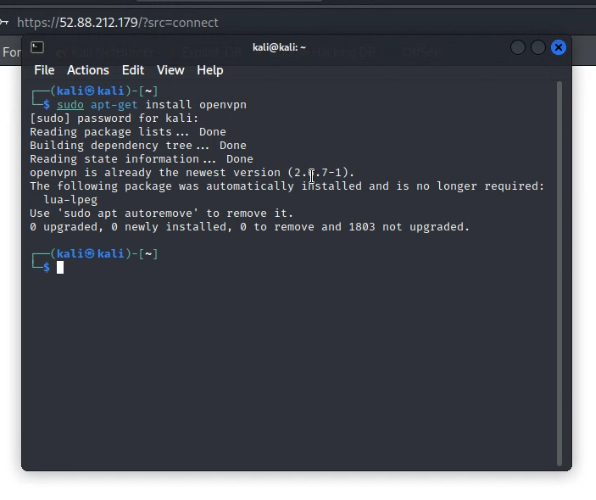 https://52.88.212.179/?src=connect
For
kali@kali: ~
File Actions Edit View Help
(kali㉿kali)-[~]
$ sudo apt-get install openvpn
[sudo] password for kali:
Reading package lists... Done
Building dependency tree... Done
Reading state information... Done
openvpn is already the newest version .7-1).
The following package was automatically installed and is no longer required:
lua-lpeg
Use 'sudo apt autoremove' to remove it.
0 upgraded, 0 newly installed, 0 to remove and 1803 not upgraded.
(kali㉿kali)-[~]
$